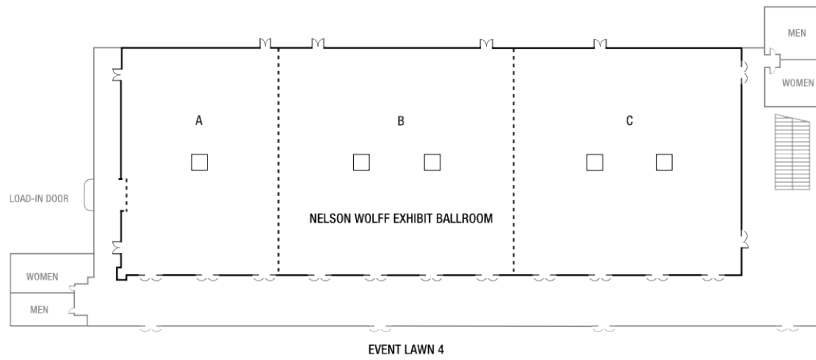 MEN
WOMEN
A
B
C
LOAD-IN DOOR
NELSON WOLFF EXHIBIT BALLROOM
WOMEN
MEN
EVENT LAWN 4